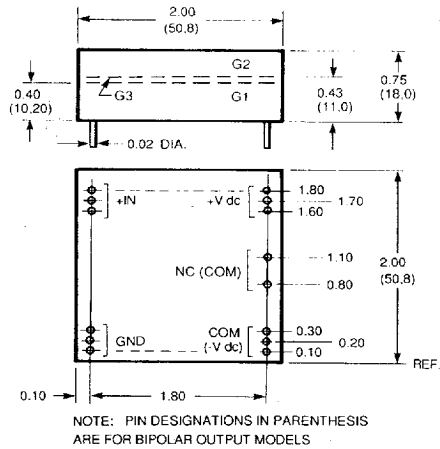 2.00
(50,8)
G2
G3
G1
0.40
(10,20)
0.43
(11,0)
0.75
(18,0)
0.02 DIA.
+IN
+V dc
1.80
1.70
1.60
NC (COM)
1.10
0.80
2.00
(50,8)
GND
COM
(-V dc)
0.30
0.20
0.10
REF.
0.10
1.80
NOTE: PIN DESIGNATIONS IN PARENTHESIS
ARE FOR BIPOLAR OUTPUT MODELS